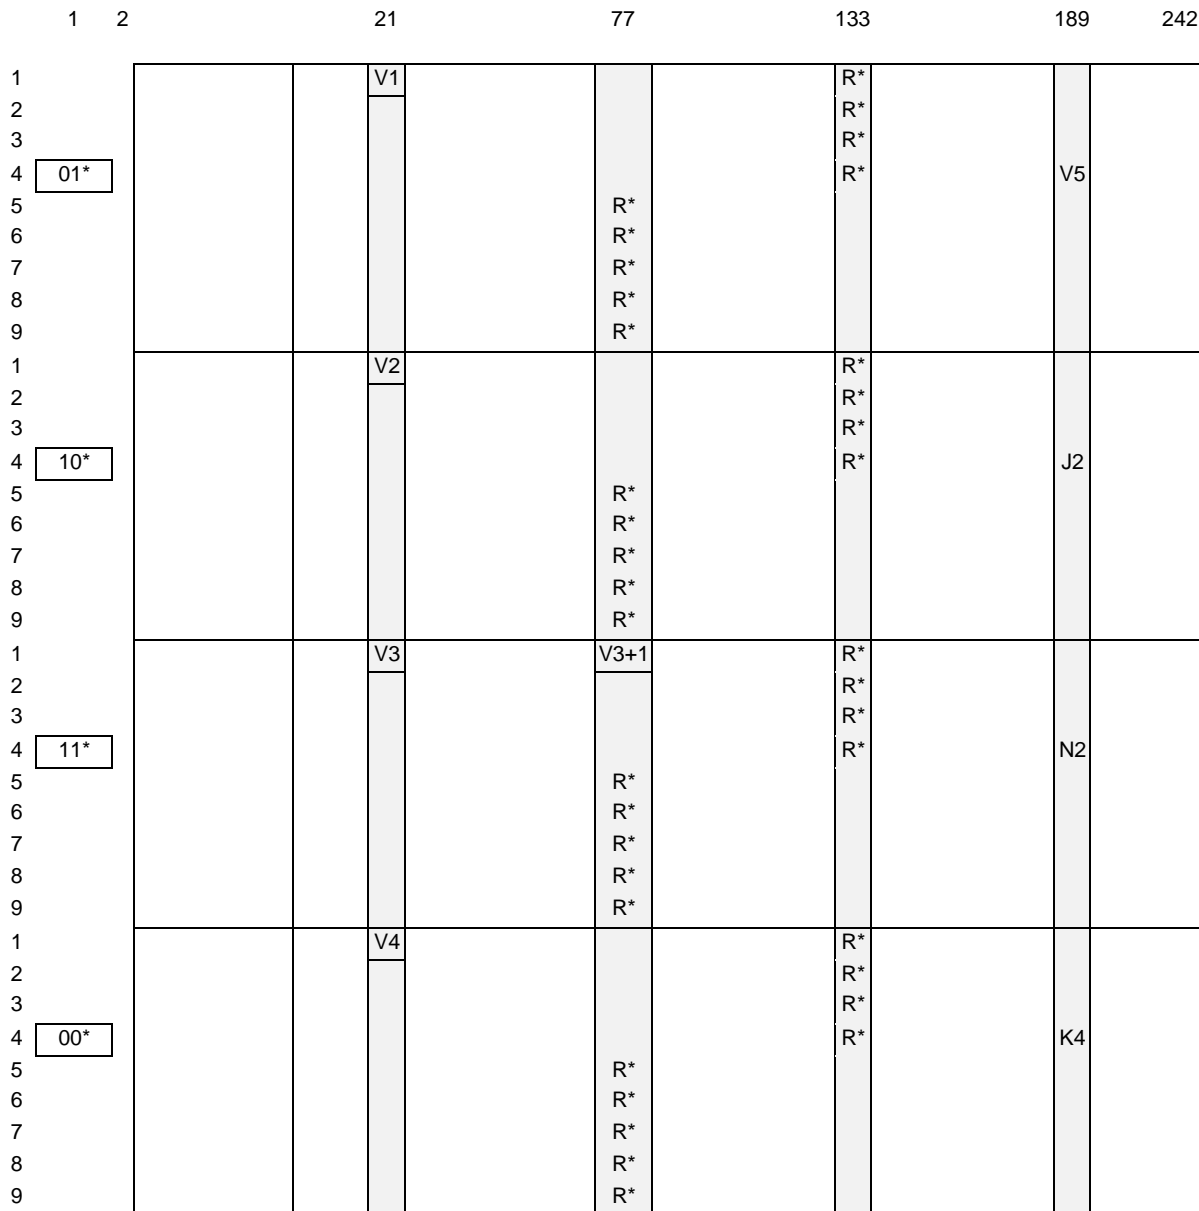 1 2 21 77 133 189 242
1 V1 R*
2 R*
3 R*
4 01* R* V5
5 R*
6 R*
7 R*
8 R*
9 R*
1 V2 R*
2 R*
3 R*
4 10* R* J2
5 R*
6 R*
7 R*
8 R*
9 R*
1 V3 V3+1 R*
2 R*
3 R*
4 11* R* N2
5 R*
6 R*
7 R*
8 R*
9 R*
1 V4 R*
2 R*
3 R*
4 00* R* K4
5 R*
6 R*
7 R*
8 R*
9 R*